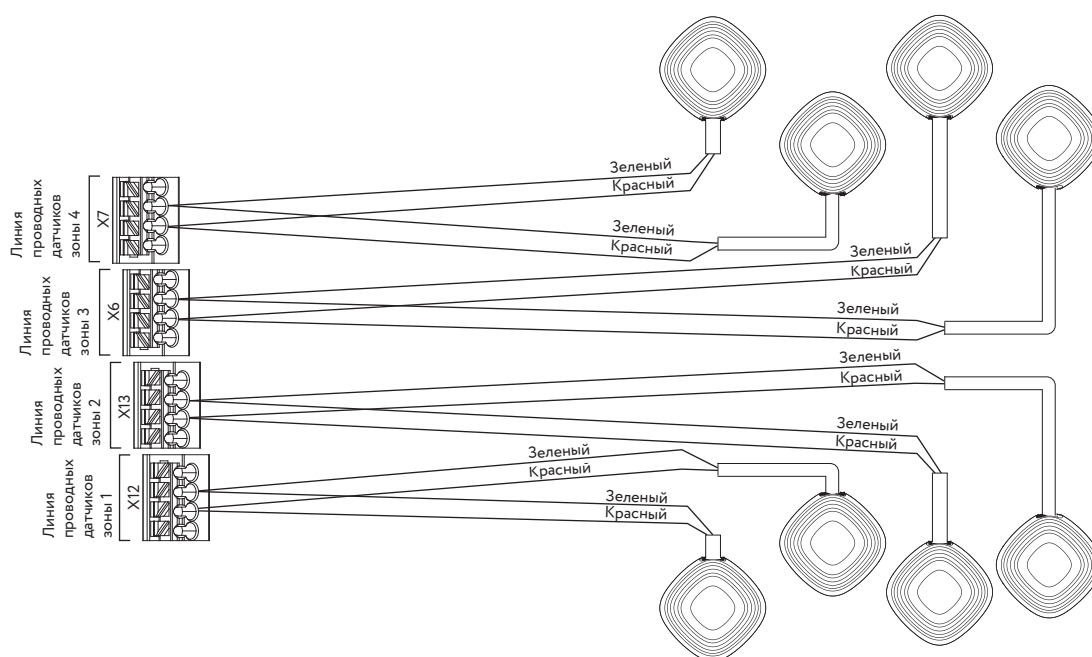 Линия
проводных
датчиков
зоны 4
X7
Зеленый
Красный
Зеленый
Красный
Линия
проводных
датчиков
зоны 3
X6
Зеленый
Красный
Зеленый
Красный
Линия
проводных
датчиков
зоны 2
X13
Зеленый
Красный
Зеленый
Красный
Линия
проводных
датчиков
зоны 1
X12
Зеленый
Красный
Зеленый
Красный